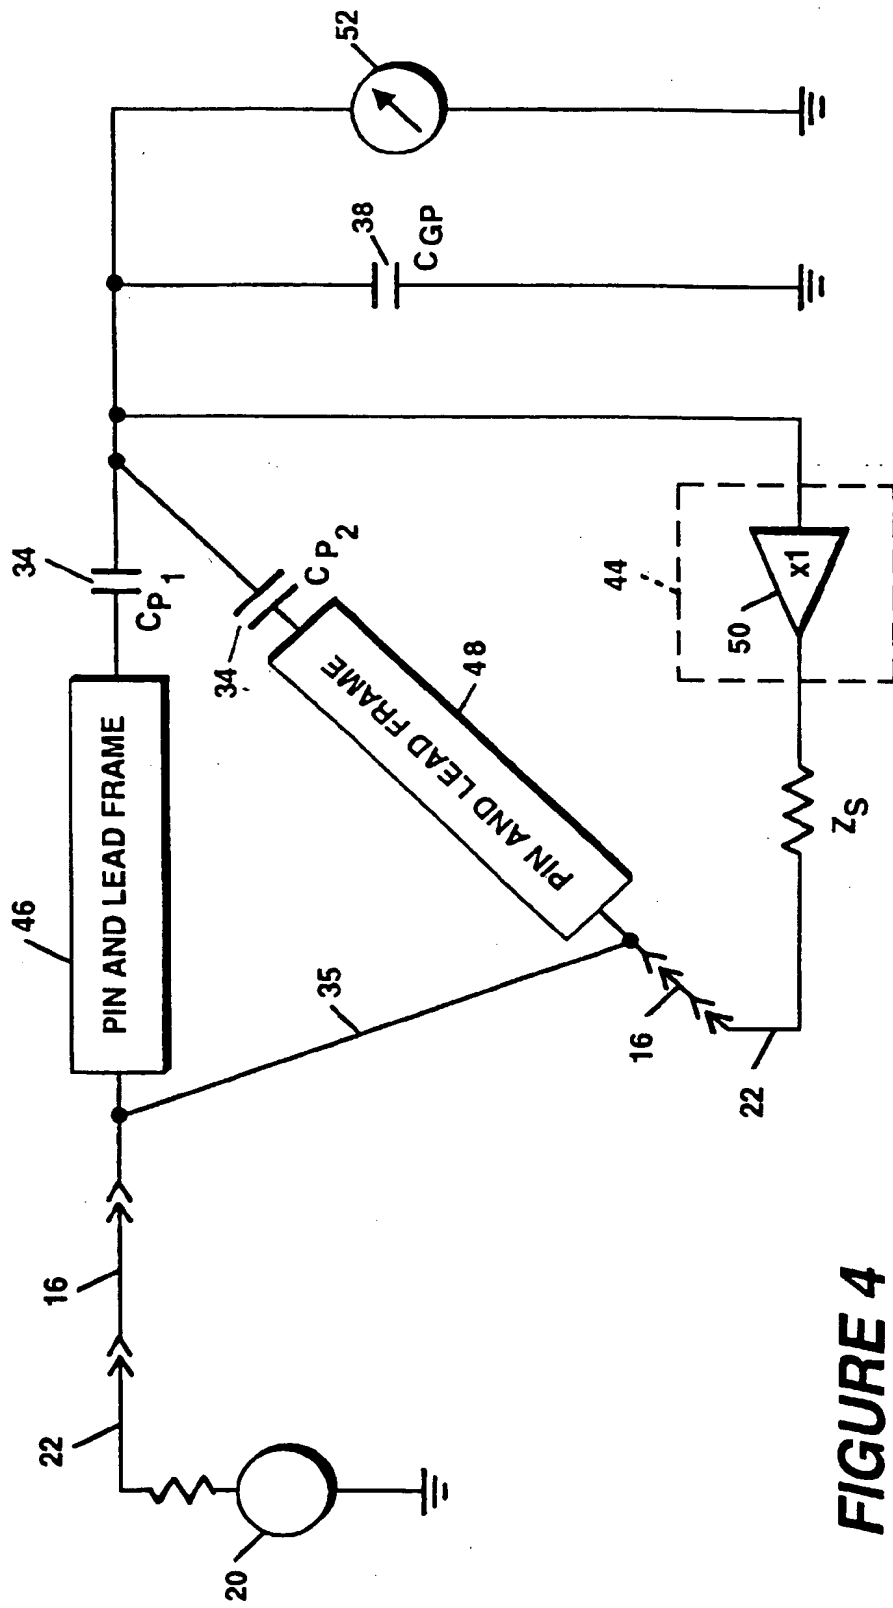 20
22
16
46
PIN AND LEAD FRAME
34
CP1
35
16
22
PIN AND LEAD FRAME
48
34
CP2
ZS
50
x1
44
38
CGP
52
FIGURE 4